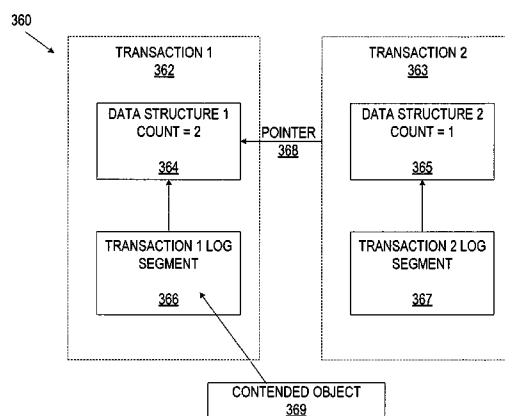 360
TRANSACTION 1
362
DATA STRUCTURE 1
COUNT = 2
364
TRANSACTION 1 LOG
SEGMENT
366
POINTER
368
TRANSACTION 2
363
DATA STRUCTURE 2
COUNT = 1
365
TRANSACTION 2 LOG
SEGMENT
367
CONTENDED OBJECT
369